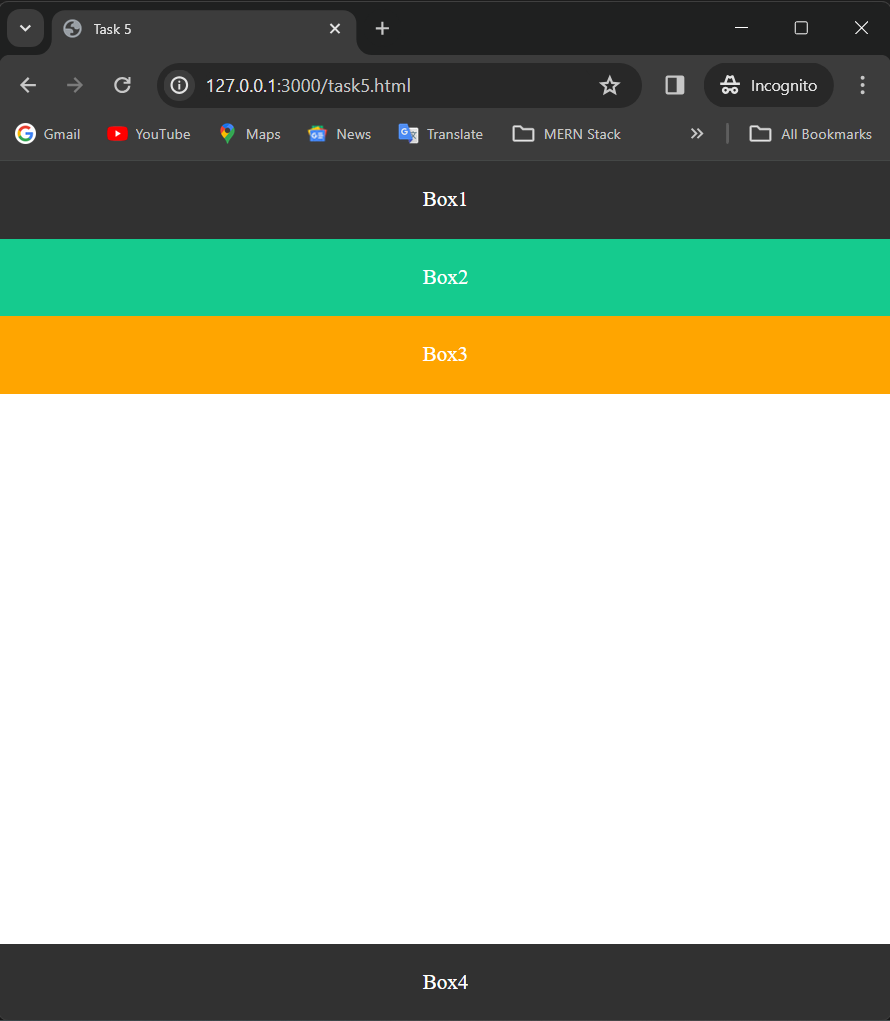 Task 5
127.0.0.1:3000/task5.html
Incognito
Gmail YouTube Maps News Translate MERN Stack All Bookmarks
Box1
Box2
Box3
Box4